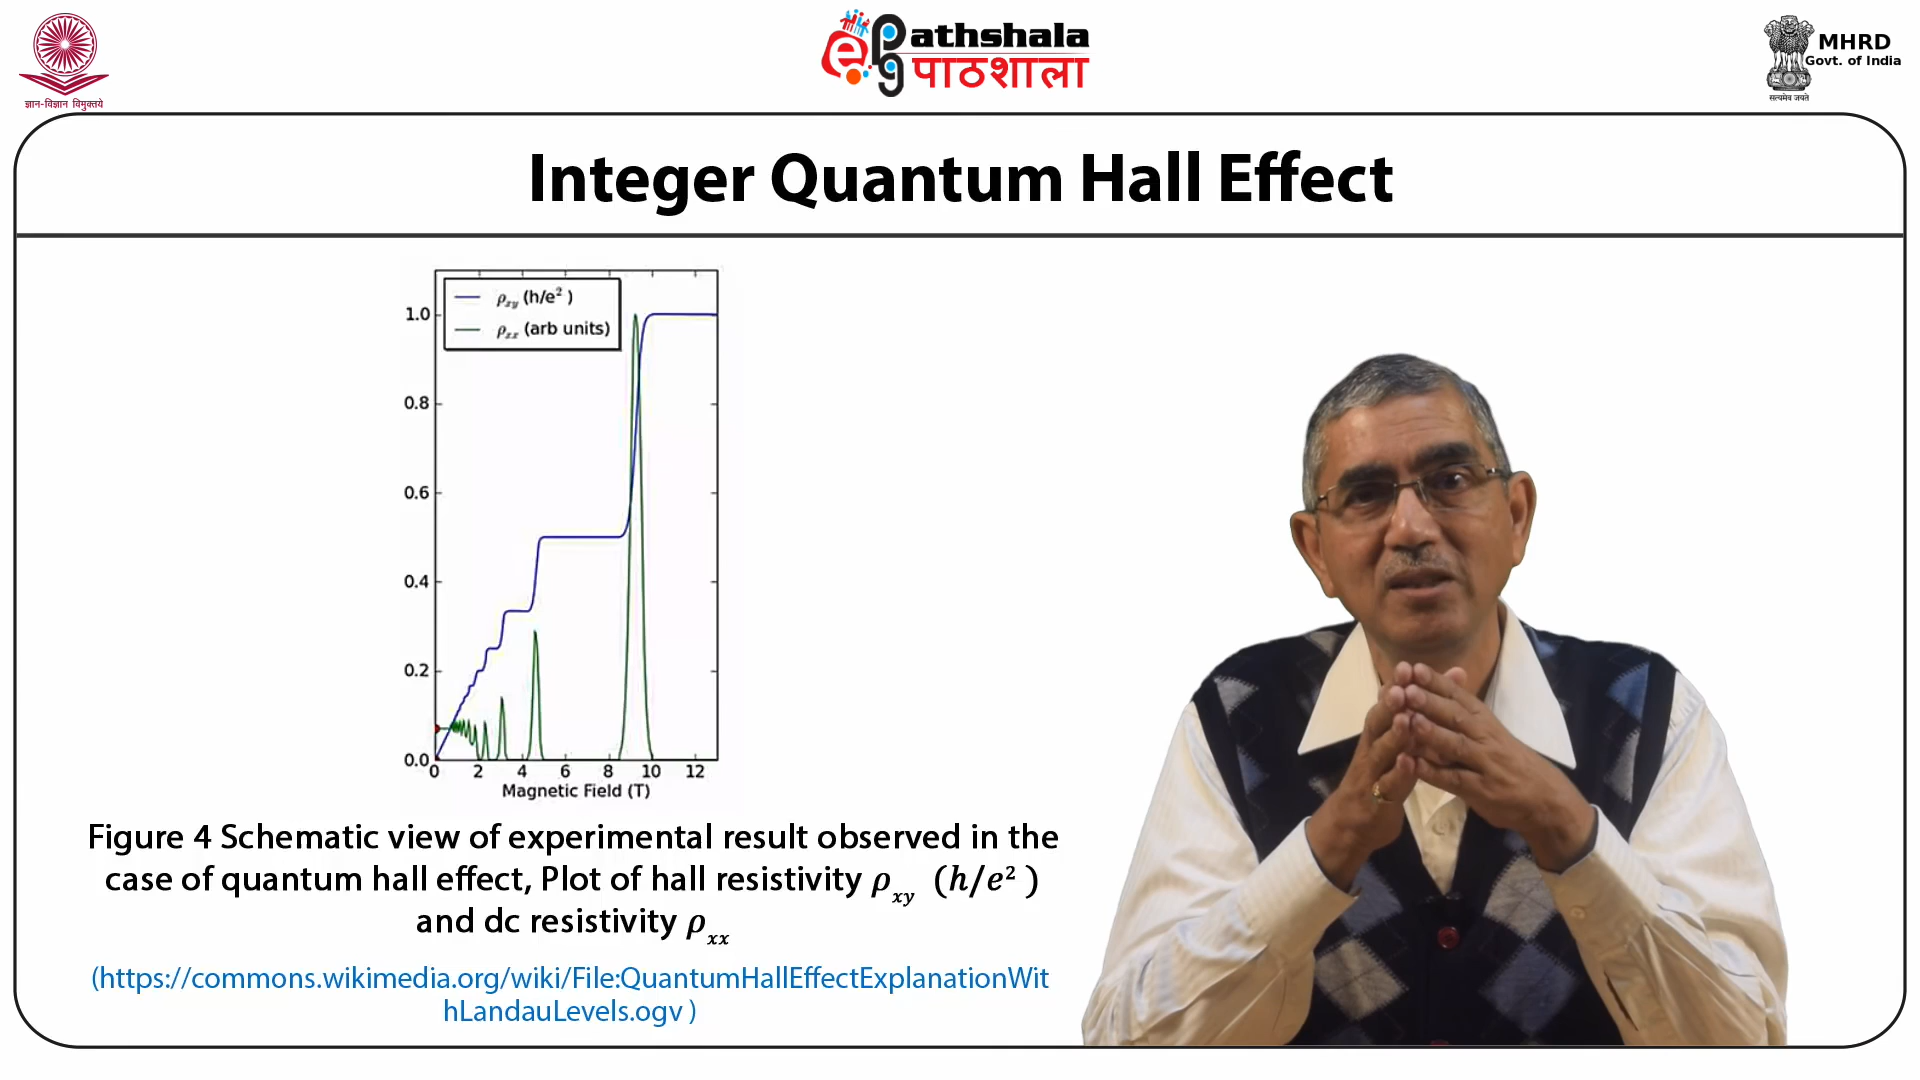 ज्ञान-विज्ञान विमुक्तये
ePathshala
पाठशाला
MHRD
Govt. of India
सत्यमेव जयते
Integer Quantum Hall Effect
ρxy (h/e²)
ρxx (arb units)
1.0
0.8
0.6
0.4
0.2
0.0
0 2 4 6 8 10 12
Magnetic Field (T)
Figure 4 Schematic view of experimental result observed in the
case of quantum hall effect, Plot of hall resistivity ρxy (h/e² )
and dc resistivity ρxx
(https://commons.wikimedia.org/wiki/File:QuantumHallEffectExplanationWit
hLandauLevels.ogv )